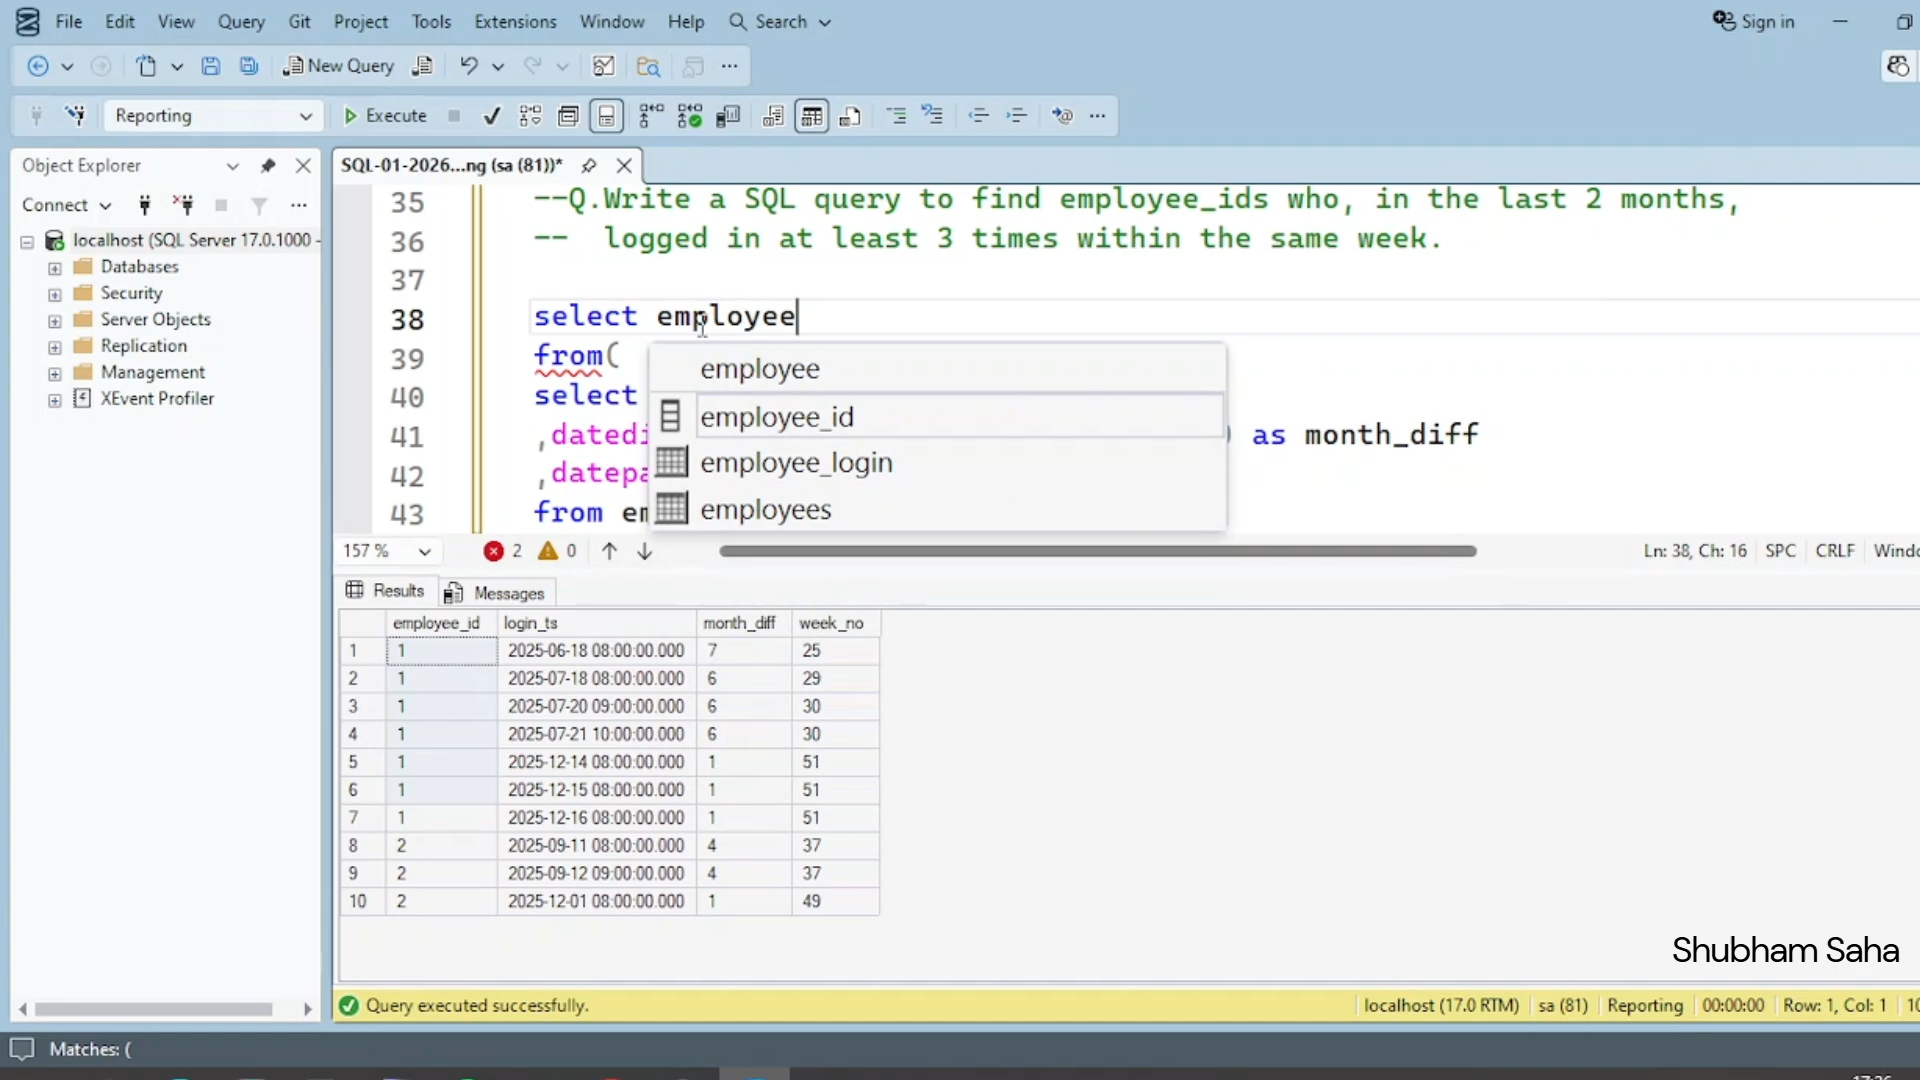 File Edit View Query Git Project Tools Extensions Window Help Search Sign in
New Query
Reporting Execute
Object Explorer
SQL-01-2026...ng (sa (81))*
Connect
localhost (SQL Server 17.0.1000 -
Databases
Security
Server Objects
Replication
Management
XEvent Profiler
35 --Q.Write a SQL query to find employee_ids who, in the last 2 months,
36 -- logged in at least 3 times within the same week.
37
38 select employee
39 from(
40 select
41 ,datedi ) as month_diff
42 ,datepa
43 from em
employee
employee_id
employee_login
employees
157 % 2 0 Ln: 38, Ch: 16 SPC CRLF Windo
Results Messages
employee_id login_ts month_diff week_no
1 1 2025-06-18 08:00:00.000 7 25
2 1 2025-07-18 08:00:00.000 6 29
3 1 2025-07-20 09:00:00.000 6 30
4 1 2025-07-21 10:00:00.000 6 30
5 1 2025-12-14 08:00:00.000 1 51
6 1 2025-12-15 08:00:00.000 1 51
7 1 2025-12-16 08:00:00.000 1 51
8 2 2025-09-11 08:00:00.000 4 37
9 2 2025-09-12 09:00:00.000 4 37
10 2 2025-12-01 08:00:00.000 1 49
Shubham Saha
Query executed successfully. localhost (17.0 RTM) sa (81) Reporting 00:00:00 Row: 1, Col: 1 10
Matches: (